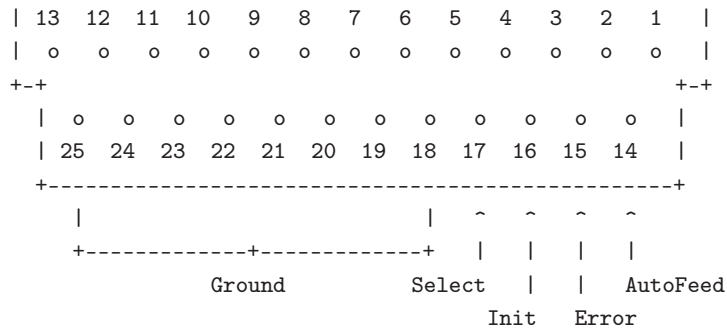 | 13 12 11 10 9 8 7 6 5 4 3 2 1 |
| o o o o o o o o o o o o o |
+-+ +-+
| o o o o o o o o o o o o |
| 25 24 23 22 21 20 19 18 17 16 15 14 |
+---------------------------------------------------+
| | ^ ^ ^ ^
+-------------+-------------+ | | | |
Ground Select | | AutoFeed
Init Error